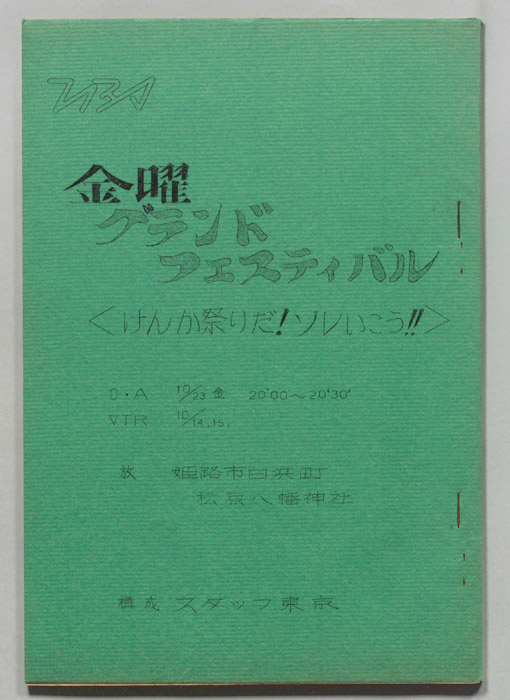 金曜
グランド
フェスティバル
<けんか祭りだ!ソレいこう!!>
O・A 10/23 金 20'00〜20'30'
VTR 10/14.15.
放 姫路市白浜町
松原八幡神社
構成 スタッフ東京